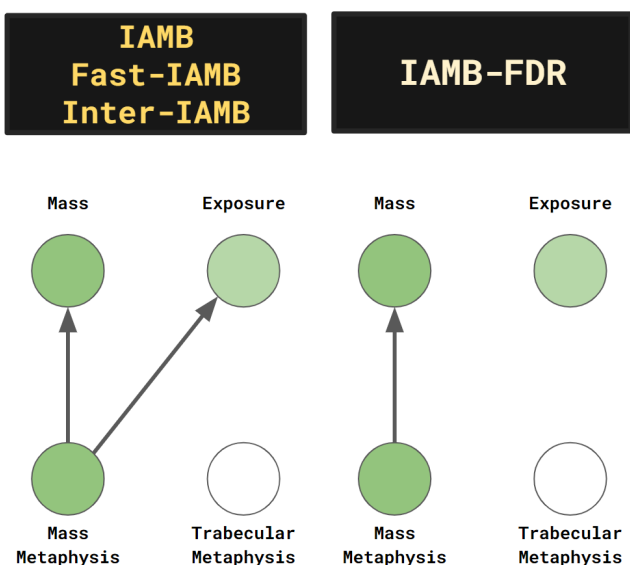 IAMB
Fast-IAMB
Inter-IAMB
IAMB-FDR
Mass
Exposure
Mass
Exposure
Mass
Metaphysis
Trabecular
Metaphysis
Mass
Metaphysis
Trabecular
Metaphysis